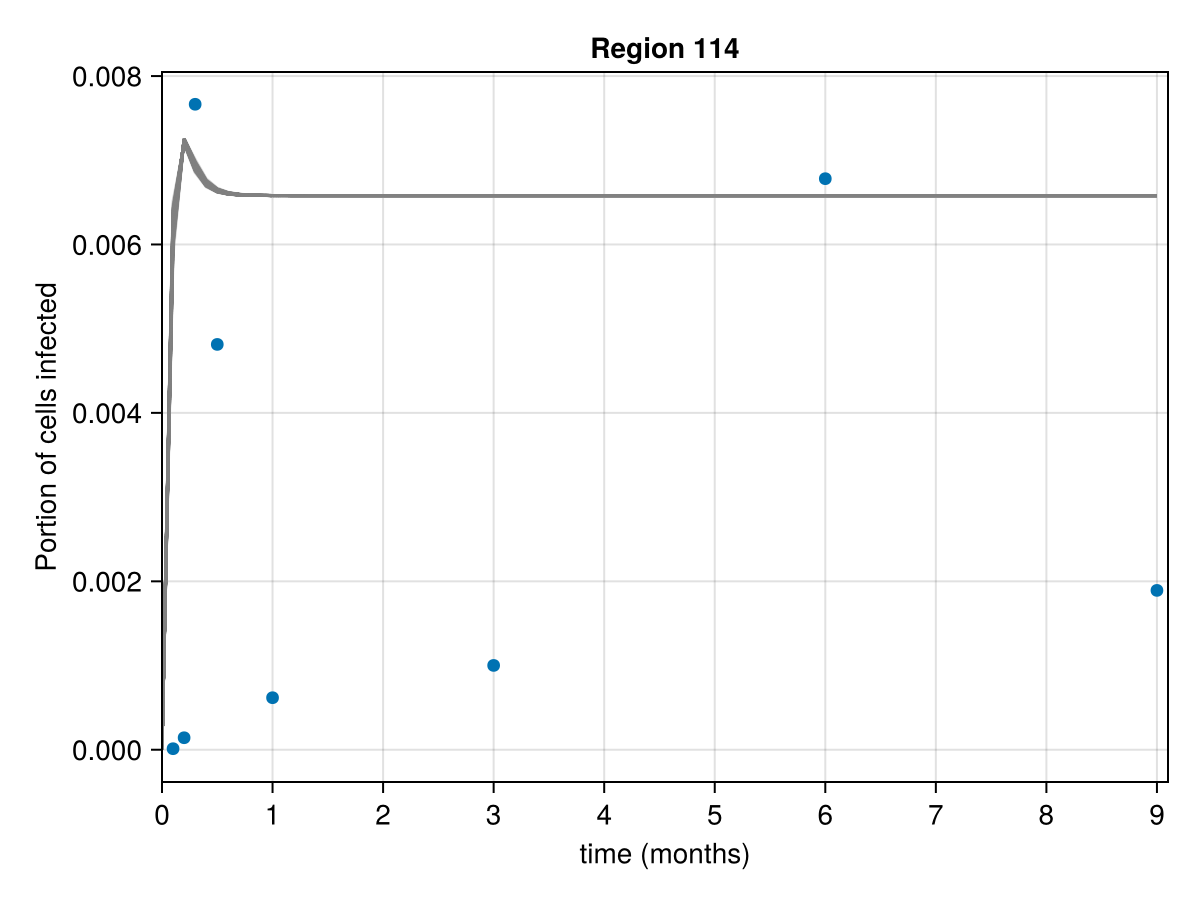 Region 114
0.008
0.006
0.004
0.002
0.000
Portion of cells infected
0 1 2 3 4 5 6 7 8 9
time (months)